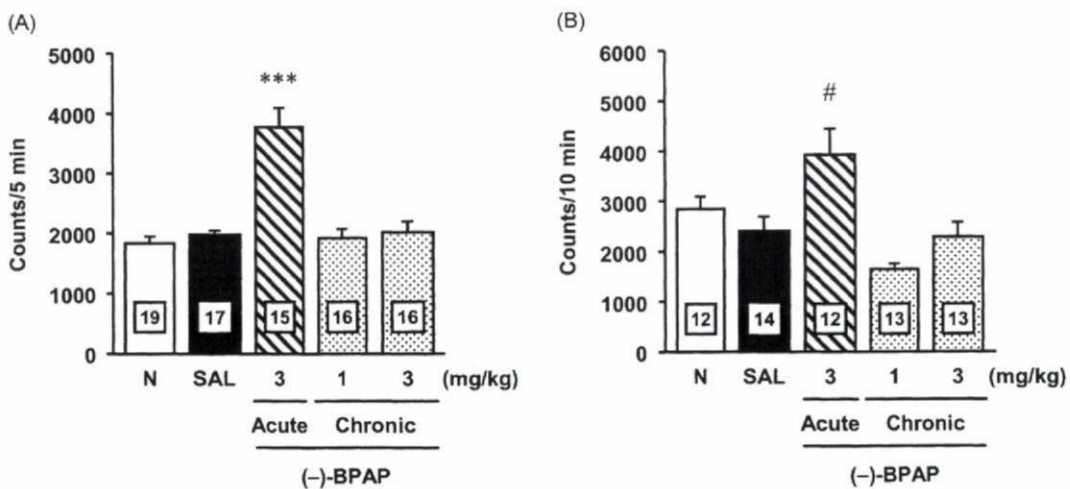 (A)
5000
***
4000
3000
2000
1000
0
Counts/5 min
19 17 15 16 16
N SAL 3 1 3 (mg/kg)
Acute Chronic
(–)-BPAP
(B)
6000
#
5000
4000
3000
2000
1000
0
Counts/10 min
12 14 12 13 13
N SAL 3 1 3 (mg/kg)
Acute Chronic
(–)-BPAP